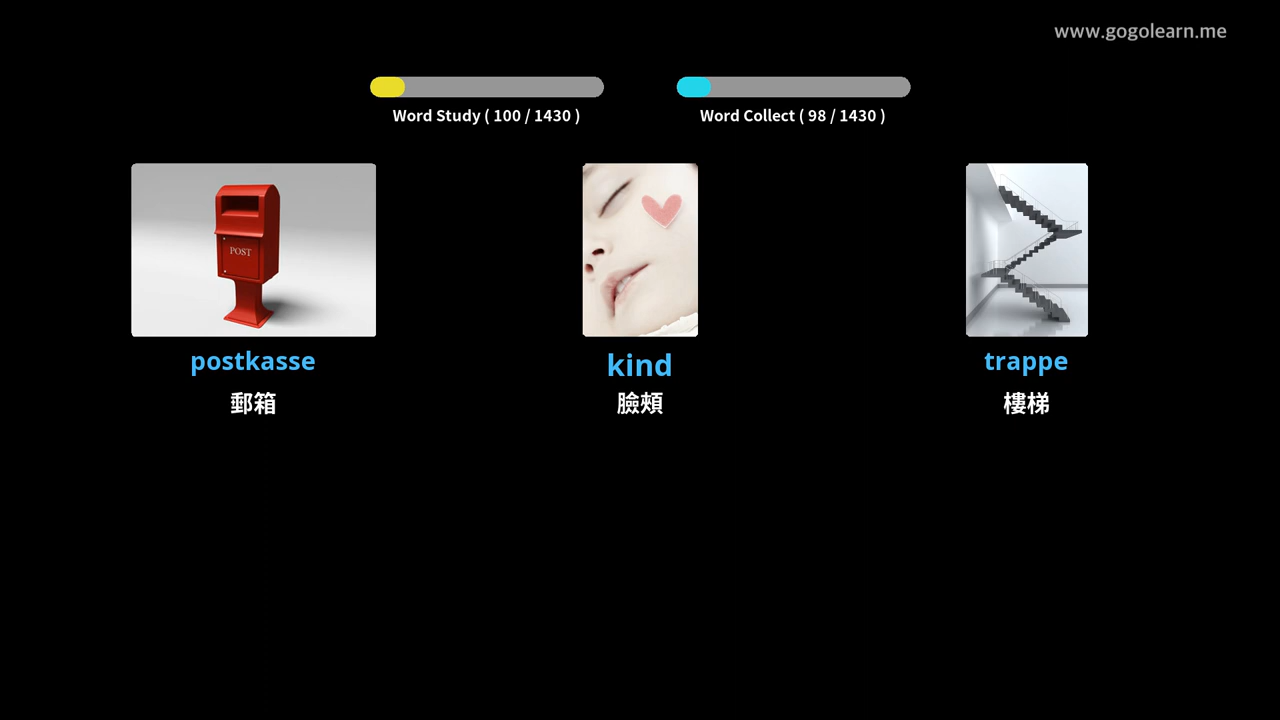 www.gogolearn.me
Word Study ( 100 / 1430 )
Word Collect ( 98 / 1430 )
POST
postkasse
kind
trappe
郵箱
臉頰
樓梯